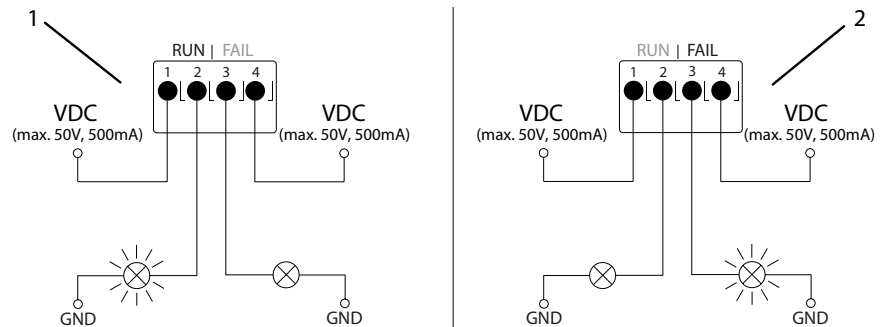 1
RUN | FAIL
1 2 3 4
VDC
(max. 50V, 500mA)
VDC
(max. 50V, 500mA)
GND
GND
2
RUN | FAIL
1 2 3 4
VDC
(max. 50V, 500mA)
VDC
(max. 50V, 500mA)
GND
GND